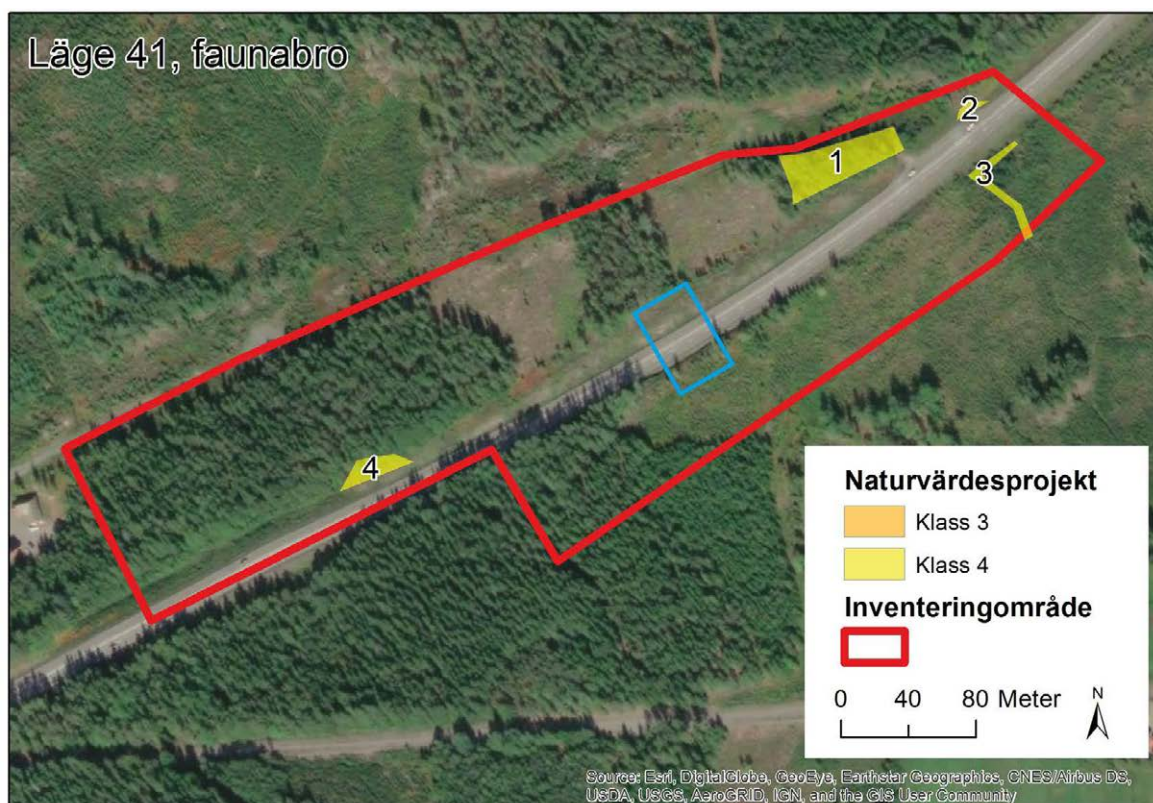 Läge 41, faunabro
1
2
3
4
Naturvärdesprojekt
Klass 3
Klass 4
Inventeringområde
0 40 80 Meter
N
Source: Esri, DigitalGlobe, GeoEye, Earthstar Geographics, CNES/Airbus DS,
USDA, USGS, AeroGRID, IGN, and the GIS User Community